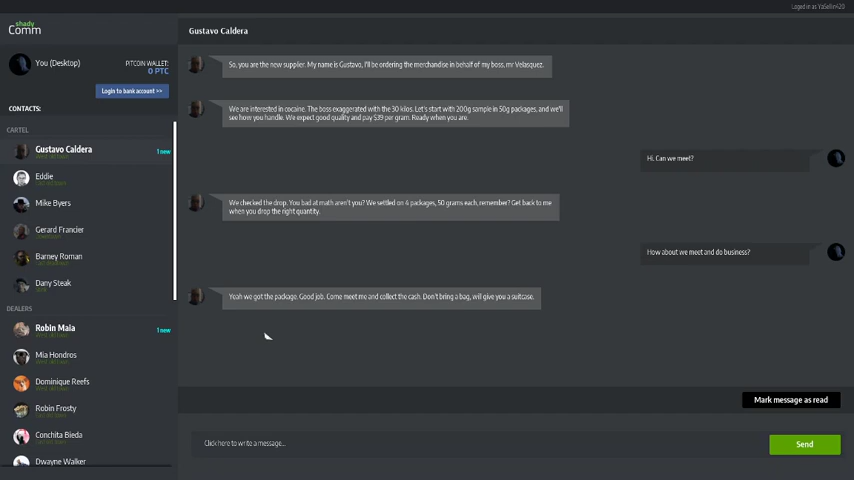 Logged in as YaSellin420
shady
Comm
Gustavo Caldera
You (Desktop)
PITCOIN WALLET:
0 PTC
Login to bank account >>
CONTACTS:
CARTEL
Gustavo Caldera
1 new
Eddie
Mike Byers
Gerard Francier
Barney Roman
Dany Steak
DEALERS
Robin Maia
1 new
Mia Hondros
Dominique Reefs
Robin Frosty
Conchita Bieda
Dwayne Walker
So, you are the new supplier. My name is Gustavo, I'll be ordering the merchandise in behalf of my boss, mr Velasquez.
We are interested in cocaine. The boss exaggerated with the 30 kilos. Let's start with 200g sample in 50g packages, and we'll
see how you handle. We expect good quality and pay $39 per gram. Ready when you are.
Hi. Can we meet?
We checked the drop. You bad at math aren't you? We settled on 4 packages, 50 grams each, remember? Get back to me
when you drop the right quantity.
How about we meet and do business?
Yeah we got the package. Good job. Come meet me and collect the cash. Don't bring a bag, will give you a suitcase.
Mark message as read
Click here to write a message...
Send